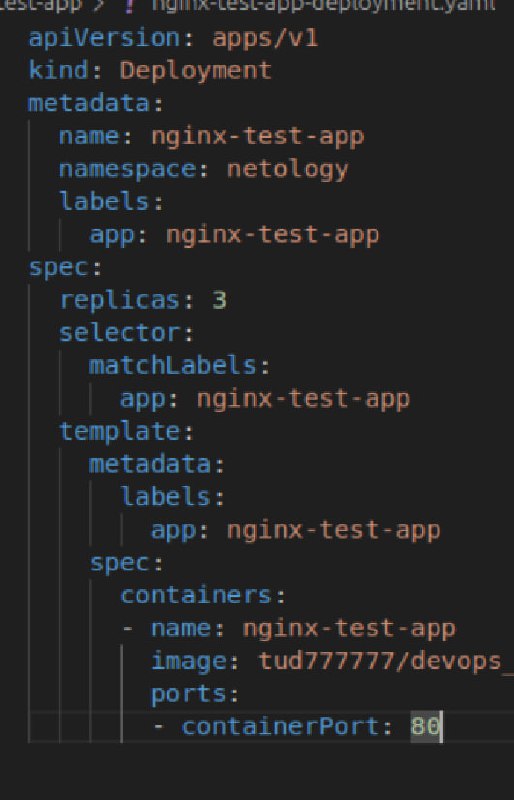 test-app > ! nginx-test-app-deployment.yaml
apiVersion: apps/v1
kind: Deployment
metadata:
  name: nginx-test-app
  namespace: netology
  labels:
    app: nginx-test-app
spec:
  replicas: 3
  selector:
    matchLabels:
      app: nginx-test-app
  template:
    metadata:
      labels:
        app: nginx-test-app
    spec:
      containers:
      - name: nginx-test-app
        image: tud777777/devops_
        ports:
        - containerPort: 80